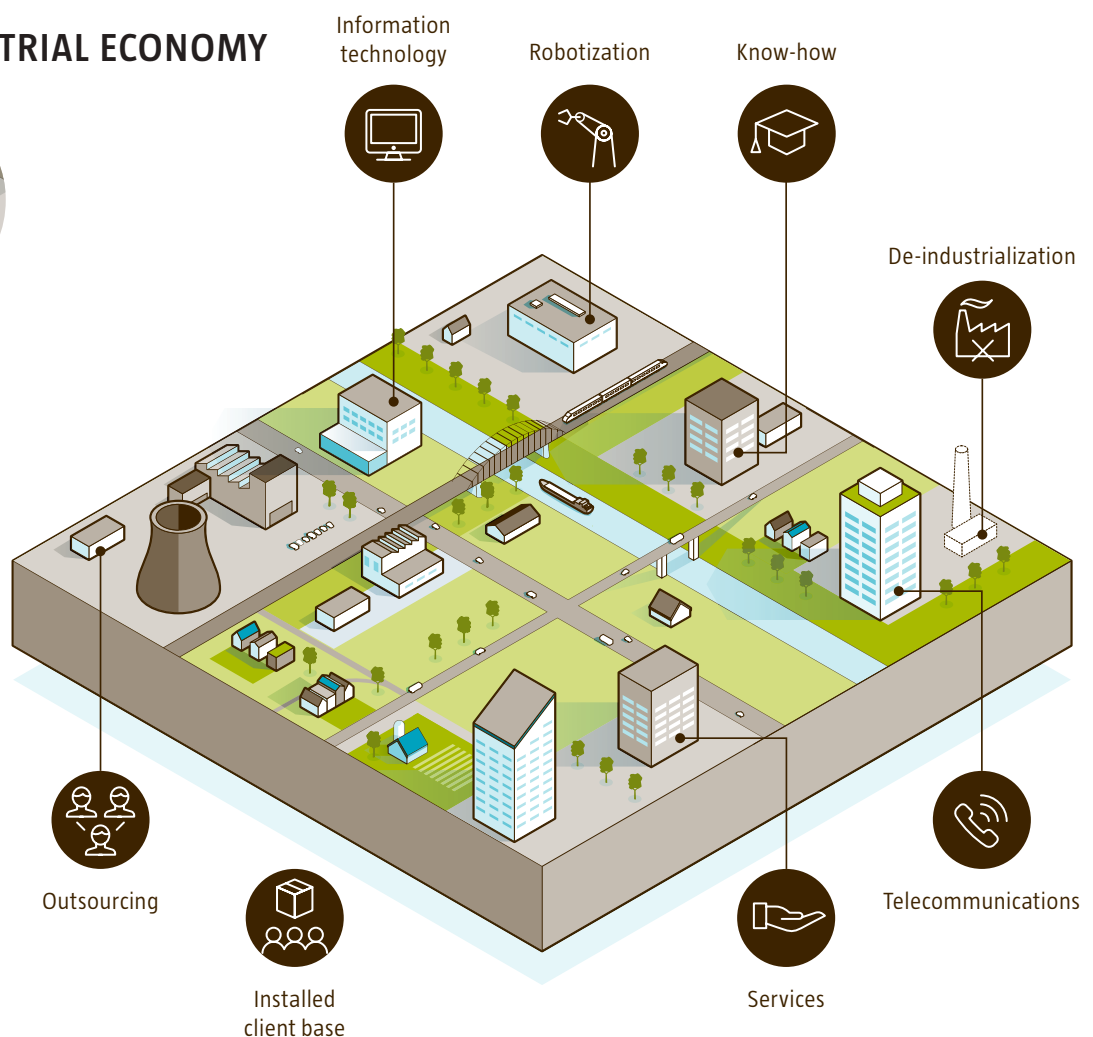 TRIAL ECONOMY
Information
technology
Robotization
Know-how
De-industrialization
Outsourcing
Telecommunications
Installed
client base
Services